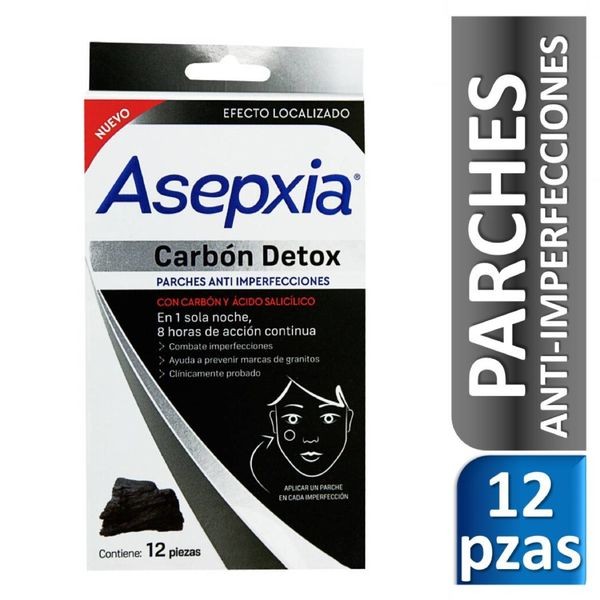 NUEVO
EFECTO LOCALIZADO
Asepxia®
Carbón Detox
PARCHES ANTI IMPERFECCIONES
CON CARBÓN Y ÁCIDO SALICÍLICO
En 1 sola noche,
8 horas de acción continua
> Combate imperfecciones
> Ayuda a prevenir marcas de granitos
> Clínicamente probado
APLICAR UN PARCHE
EN CADA IMPERFECCIÓN
Contiene: 12 piezas
PARCHES
ANTI-IMPERFECCIONES
12
pzas